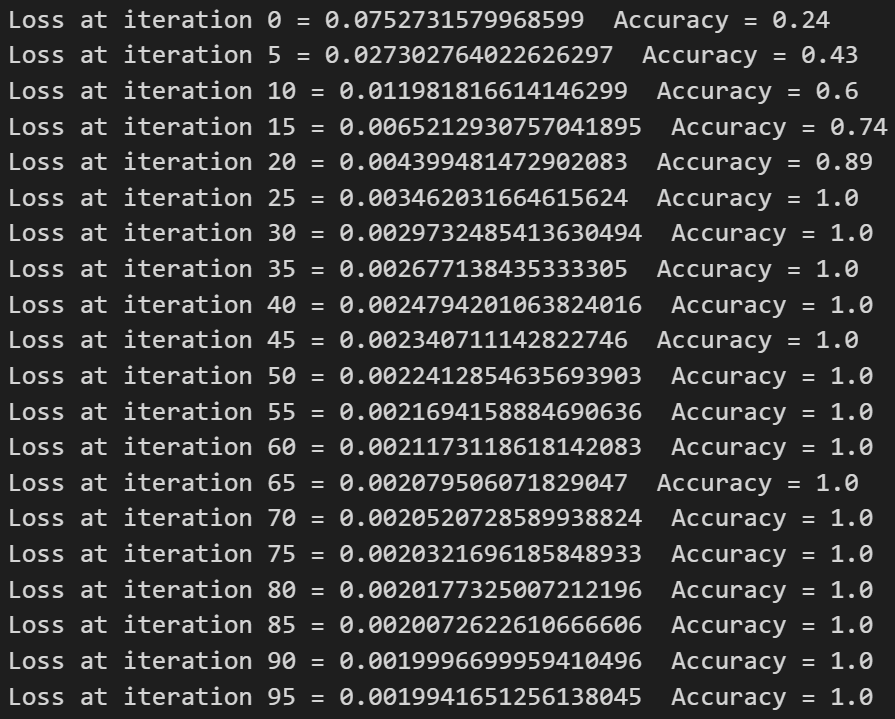 Loss at iteration 0 = 0.0752731579968599  Accuracy = 0.24
Loss at iteration 5 = 0.027302764022626297  Accuracy = 0.43
Loss at iteration 10 = 0.011981816614146299  Accuracy = 0.6
Loss at iteration 15 = 0.0065212930757041895  Accuracy = 0.74
Loss at iteration 20 = 0.004399481472902083  Accuracy = 0.89
Loss at iteration 25 = 0.003462031664615624  Accuracy = 1.0
Loss at iteration 30 = 0.0029732485413630494  Accuracy = 1.0
Loss at iteration 35 = 0.002677138435333305  Accuracy = 1.0
Loss at iteration 40 = 0.0024794201063824016  Accuracy = 1.0
Loss at iteration 45 = 0.002340711142822746  Accuracy = 1.0
Loss at iteration 50 = 0.0022412854635693903  Accuracy = 1.0
Loss at iteration 55 = 0.0021694158884690636  Accuracy = 1.0
Loss at iteration 60 = 0.0021173118618142083  Accuracy = 1.0
Loss at iteration 65 = 0.002079506071829047  Accuracy = 1.0
Loss at iteration 70 = 0.0020520728589938824  Accuracy = 1.0
Loss at iteration 75 = 0.0020321696185848933  Accuracy = 1.0
Loss at iteration 80 = 0.0020177325007212196  Accuracy = 1.0
Loss at iteration 85 = 0.0020072622610666606  Accuracy = 1.0
Loss at iteration 90 = 0.0019996699959410496  Accuracy = 1.0
Loss at iteration 95 = 0.0019941651256138045  Accuracy = 1.0